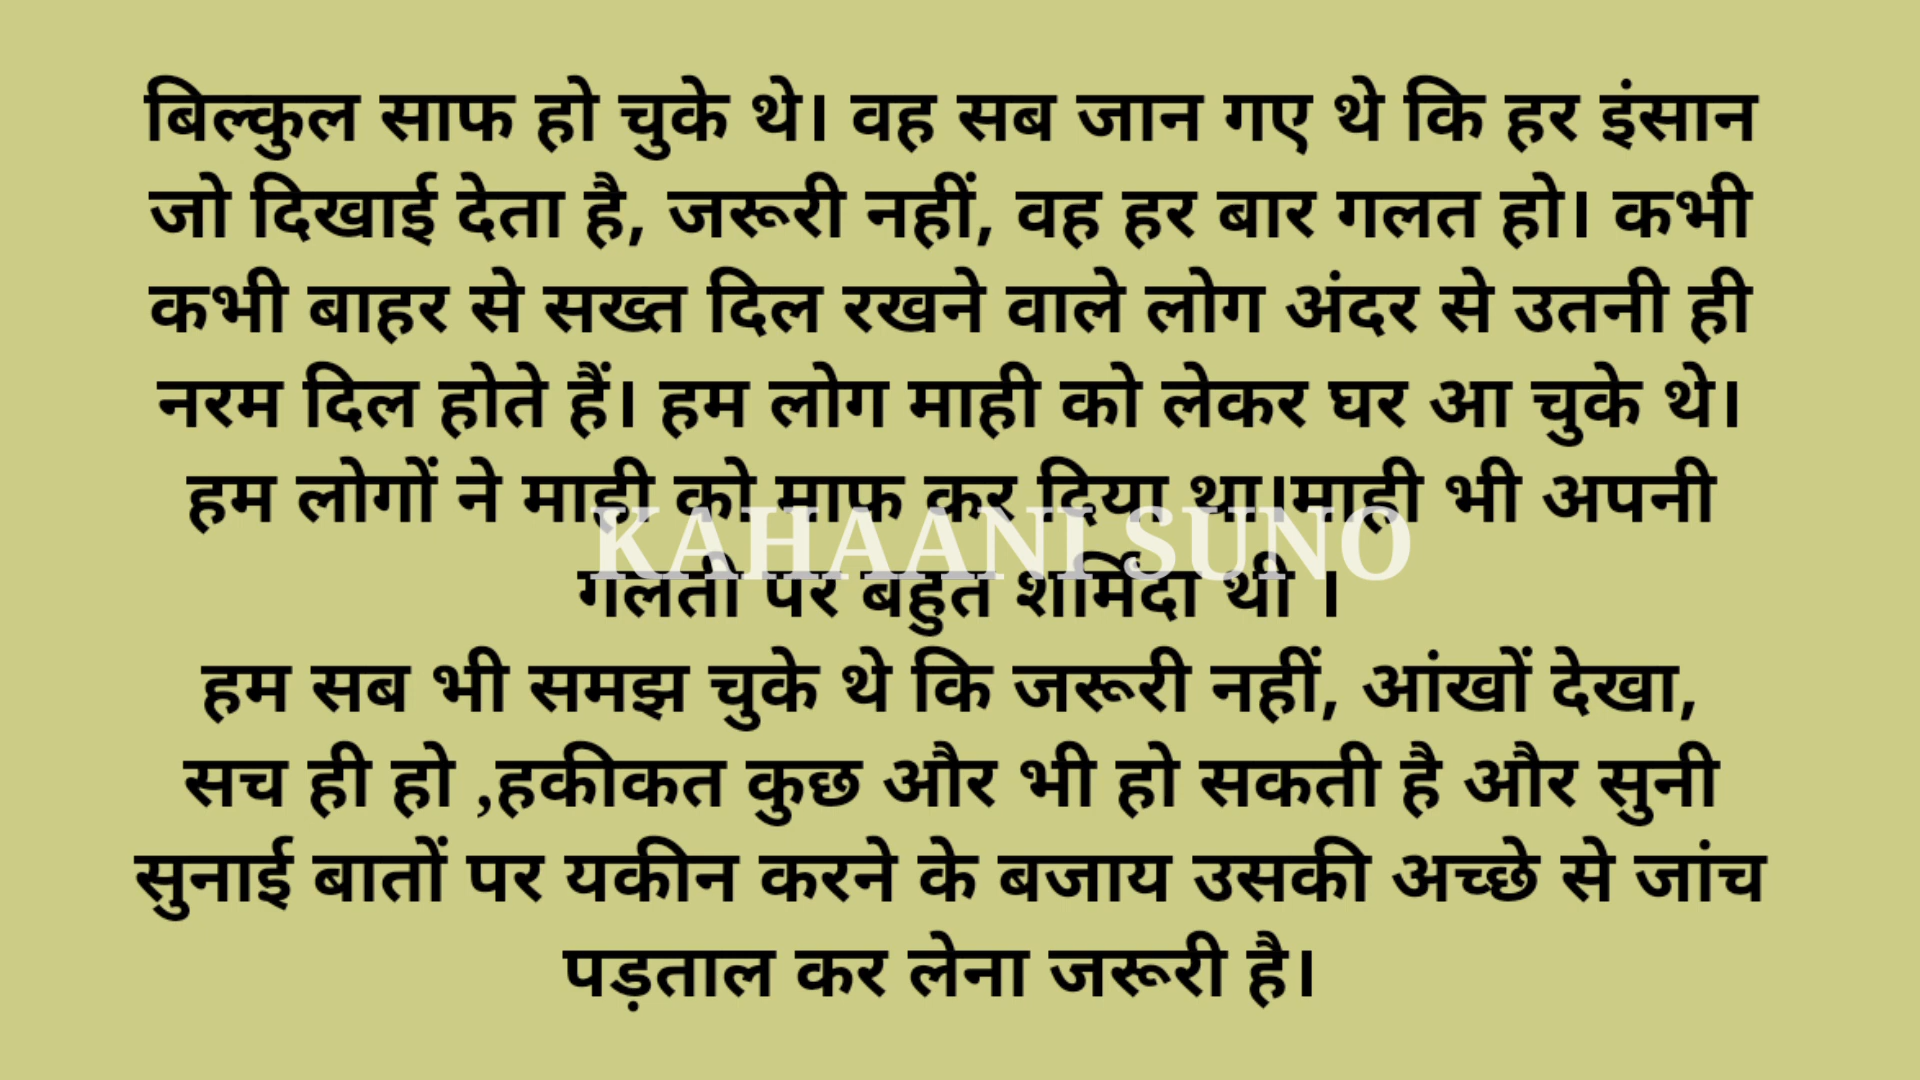 बिल्कुल साफ हो चुके थे। वह सब जान गए थे कि हर इंसान
जो दिखाई देता है, जरूरी नहीं, वह हर बार गलत हो। कभी
कभी बाहर से सख्त दिल रखने वाले लोग अंदर से उतनी ही
नरम दिल होते हैं। हम लोग माही को लेकर घर आ चुके थे।
हम लोगों ने माही को माफ कर दिया था।माही भी अपनी
KAHAANI SUNO
गलती पर बहुत शर्मिंदा थी ।
हम सब भी समझ चुके थे कि जरूरी नहीं, आंखों देखा,
सच ही हो ,हकीकत कुछ और भी हो सकती है और सुनी
सुनाई बातों पर यकीन करने के बजाय उसकी अच्छे से जांच
पड़ताल कर लेना जरूरी है।